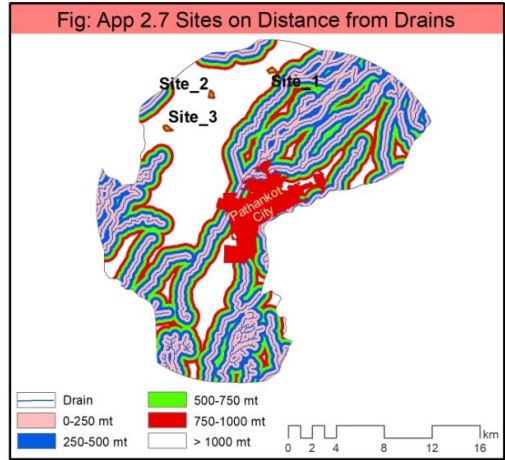 Fig: App 2.7 Sites on Distance from Drains
Site_1
Site_2
Site_3
Pathankot
City
Drain
0-250 mt
250-500 mt
500-750 mt
750-1000 mt
> 1000 mt
km
0 2 4 8 12 16